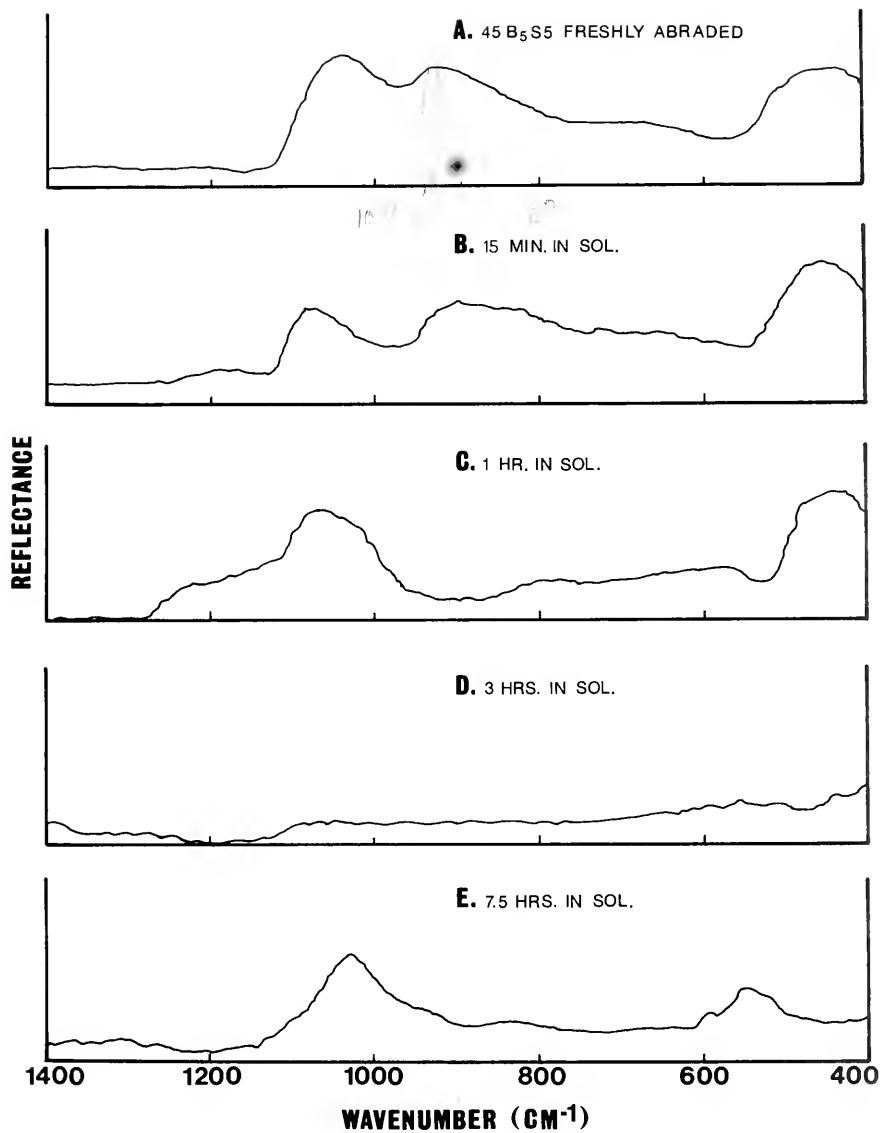 A. 45 B₅S5 FRESHLY ABRADED
B. 15 MIN. IN SOL.
C. 1 HR. IN SOL.
D. 3 HRS. IN SOL.
E. 7.5 HRS. IN SOL.
REFLECTANCE
1400 1200 1000 800 600 400
WAVENUMBER (CM⁻¹)